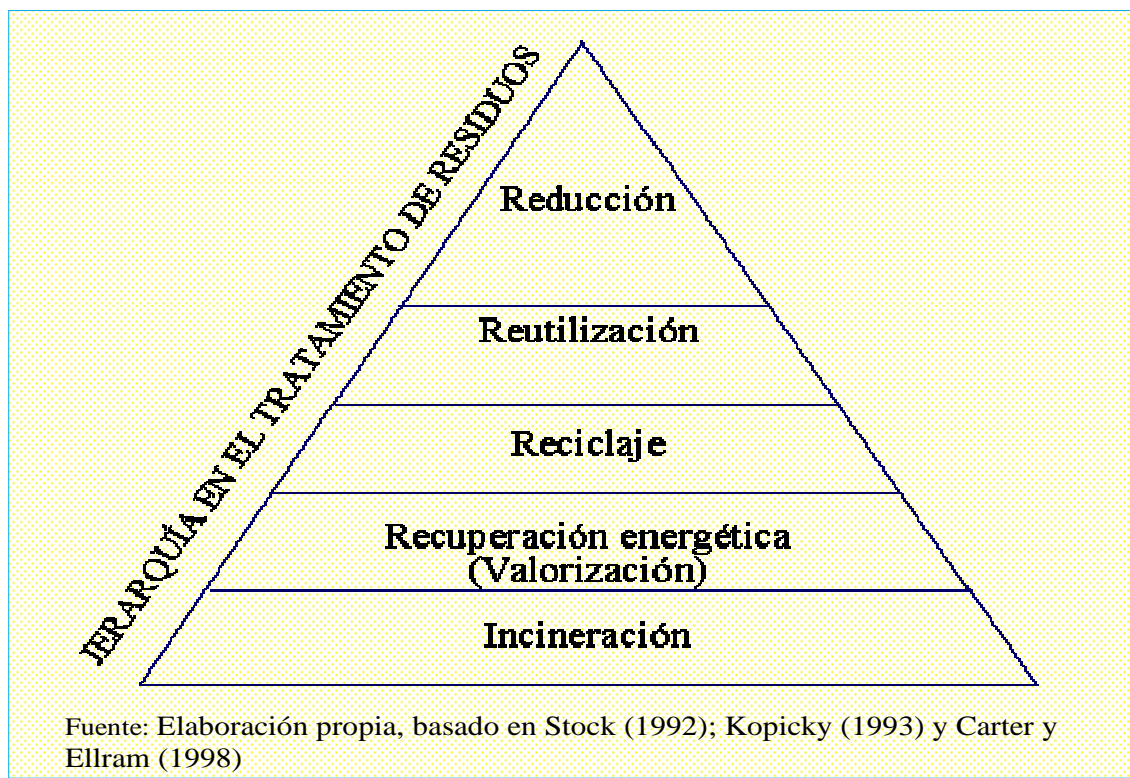 JERARQUÍA EN EL TRATAMIENTO DE RESIDUOS
Reducción
Reutilización
Reciclaje
Recuperación energética
(Valorización)
Incineración
Fuente: Elaboración propia, basado en Stock (1992); Kopicky (1993) y Carter y
Ellram (1998)